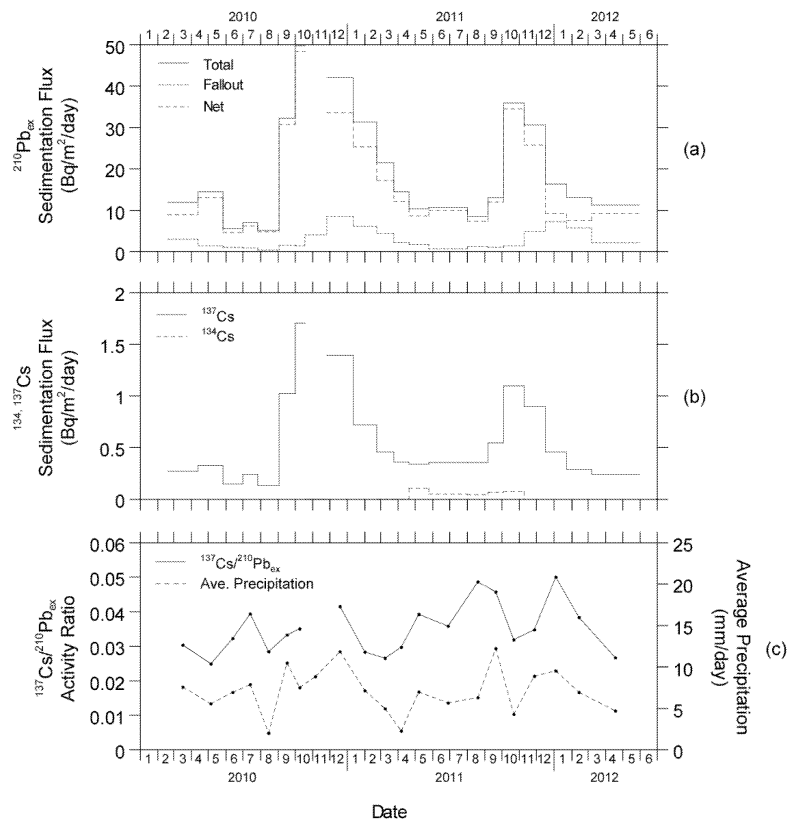 2010 2011 2012
1 2 3 4 5 6 7 8 9 10 11 12 1 2 3 4 5 6 7 8 9 10 11 12 1 2 3 4 5 6
50
40
30
20
10
0
210Pbex
Sedimentation Flux
(Bq/m2/day)
Total
Fallout
Net
(a)
2
1.5
1
0.5
0
134, 137Cs
Sedimentation Flux
(Bq/m2/day)
137Cs
134Cs
(b)
0.06
0.05
0.04
0.03
0.02
0.01
0
137Cs/210Pbex
Activity Ratio
137Cs/210Pbex
Ave. Precipitation
25
20
15
10
5
0
Average Precipitation
(mm/day)
(c)
1 2 3 4 5 6 7 8 9 10 11 12 1 2 3 4 5 6 7 8 9 10 11 12 1 2 3 4 5 6
2010 2011 2012
Date